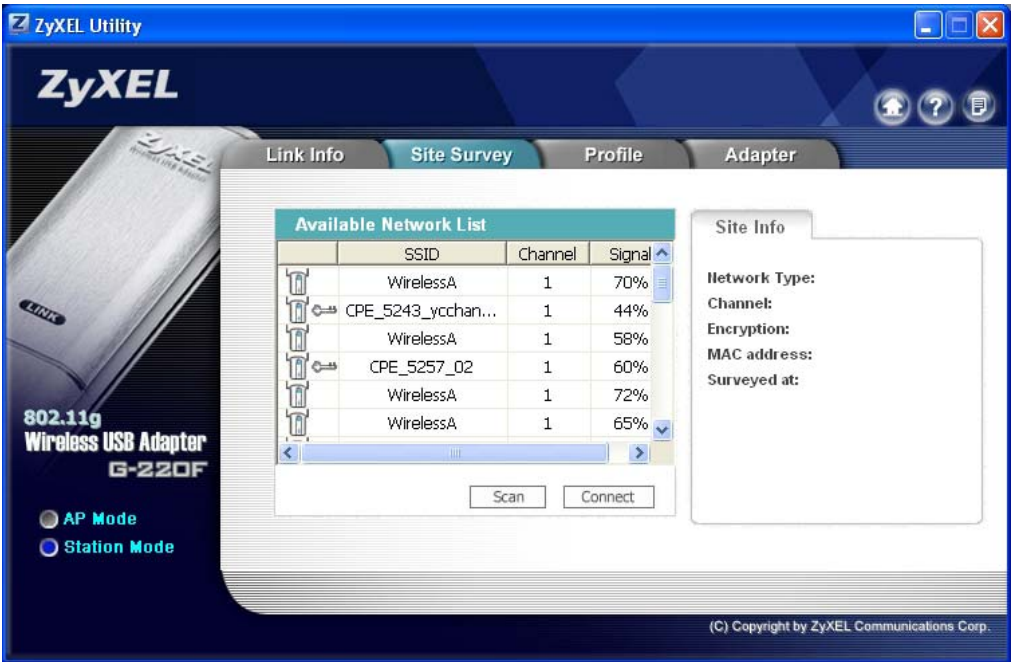 ZyXEL Utility
ZyXEL
ZyXEL
LINK
Link Info Site Survey Profile Adapter
Available Network List
SSID Channel Signal
WirelessA 1 70%
CPE_5243_ycchan... 1 44%
WirelessA 1 58%
CPE_5257_02 1 60%
WirelessA 1 72%
WirelessA 1 65%
Scan Connect
Site Info
Network Type:
Channel:
Encryption:
MAC address:
Surveyed at:
802.11g
Wireless USB Adapter
G-220F
AP Mode
Station Mode
(C) Copyright by ZyXEL Communications Corp.